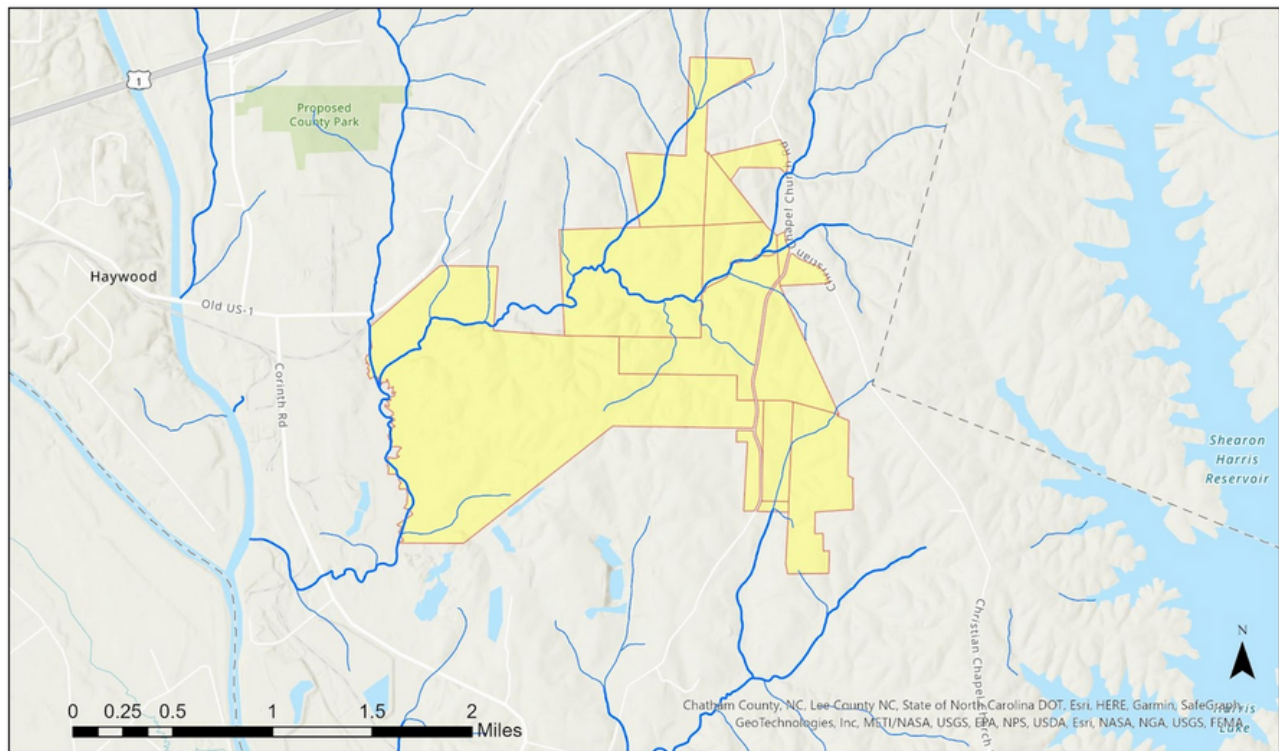 1
Proposed
County Park
Christian Chapel Church Rd
Haywood
Old US-1
Corinth Rd
Shearon
Harris
Reservoir
Christian Chapel Church
N
Harris
Lake
0 0.25 0.5 1 1.5 2
Miles
Chatham County, NC, Lee County NC, State of North Carolina DOT, Esri, HERE, Garmin, SafeGraph,
GeoTechnologies, Inc, METI/NASA, USGS, EPA, NPS, USDA, Esri, NASA, NGA, USGS, FEMA